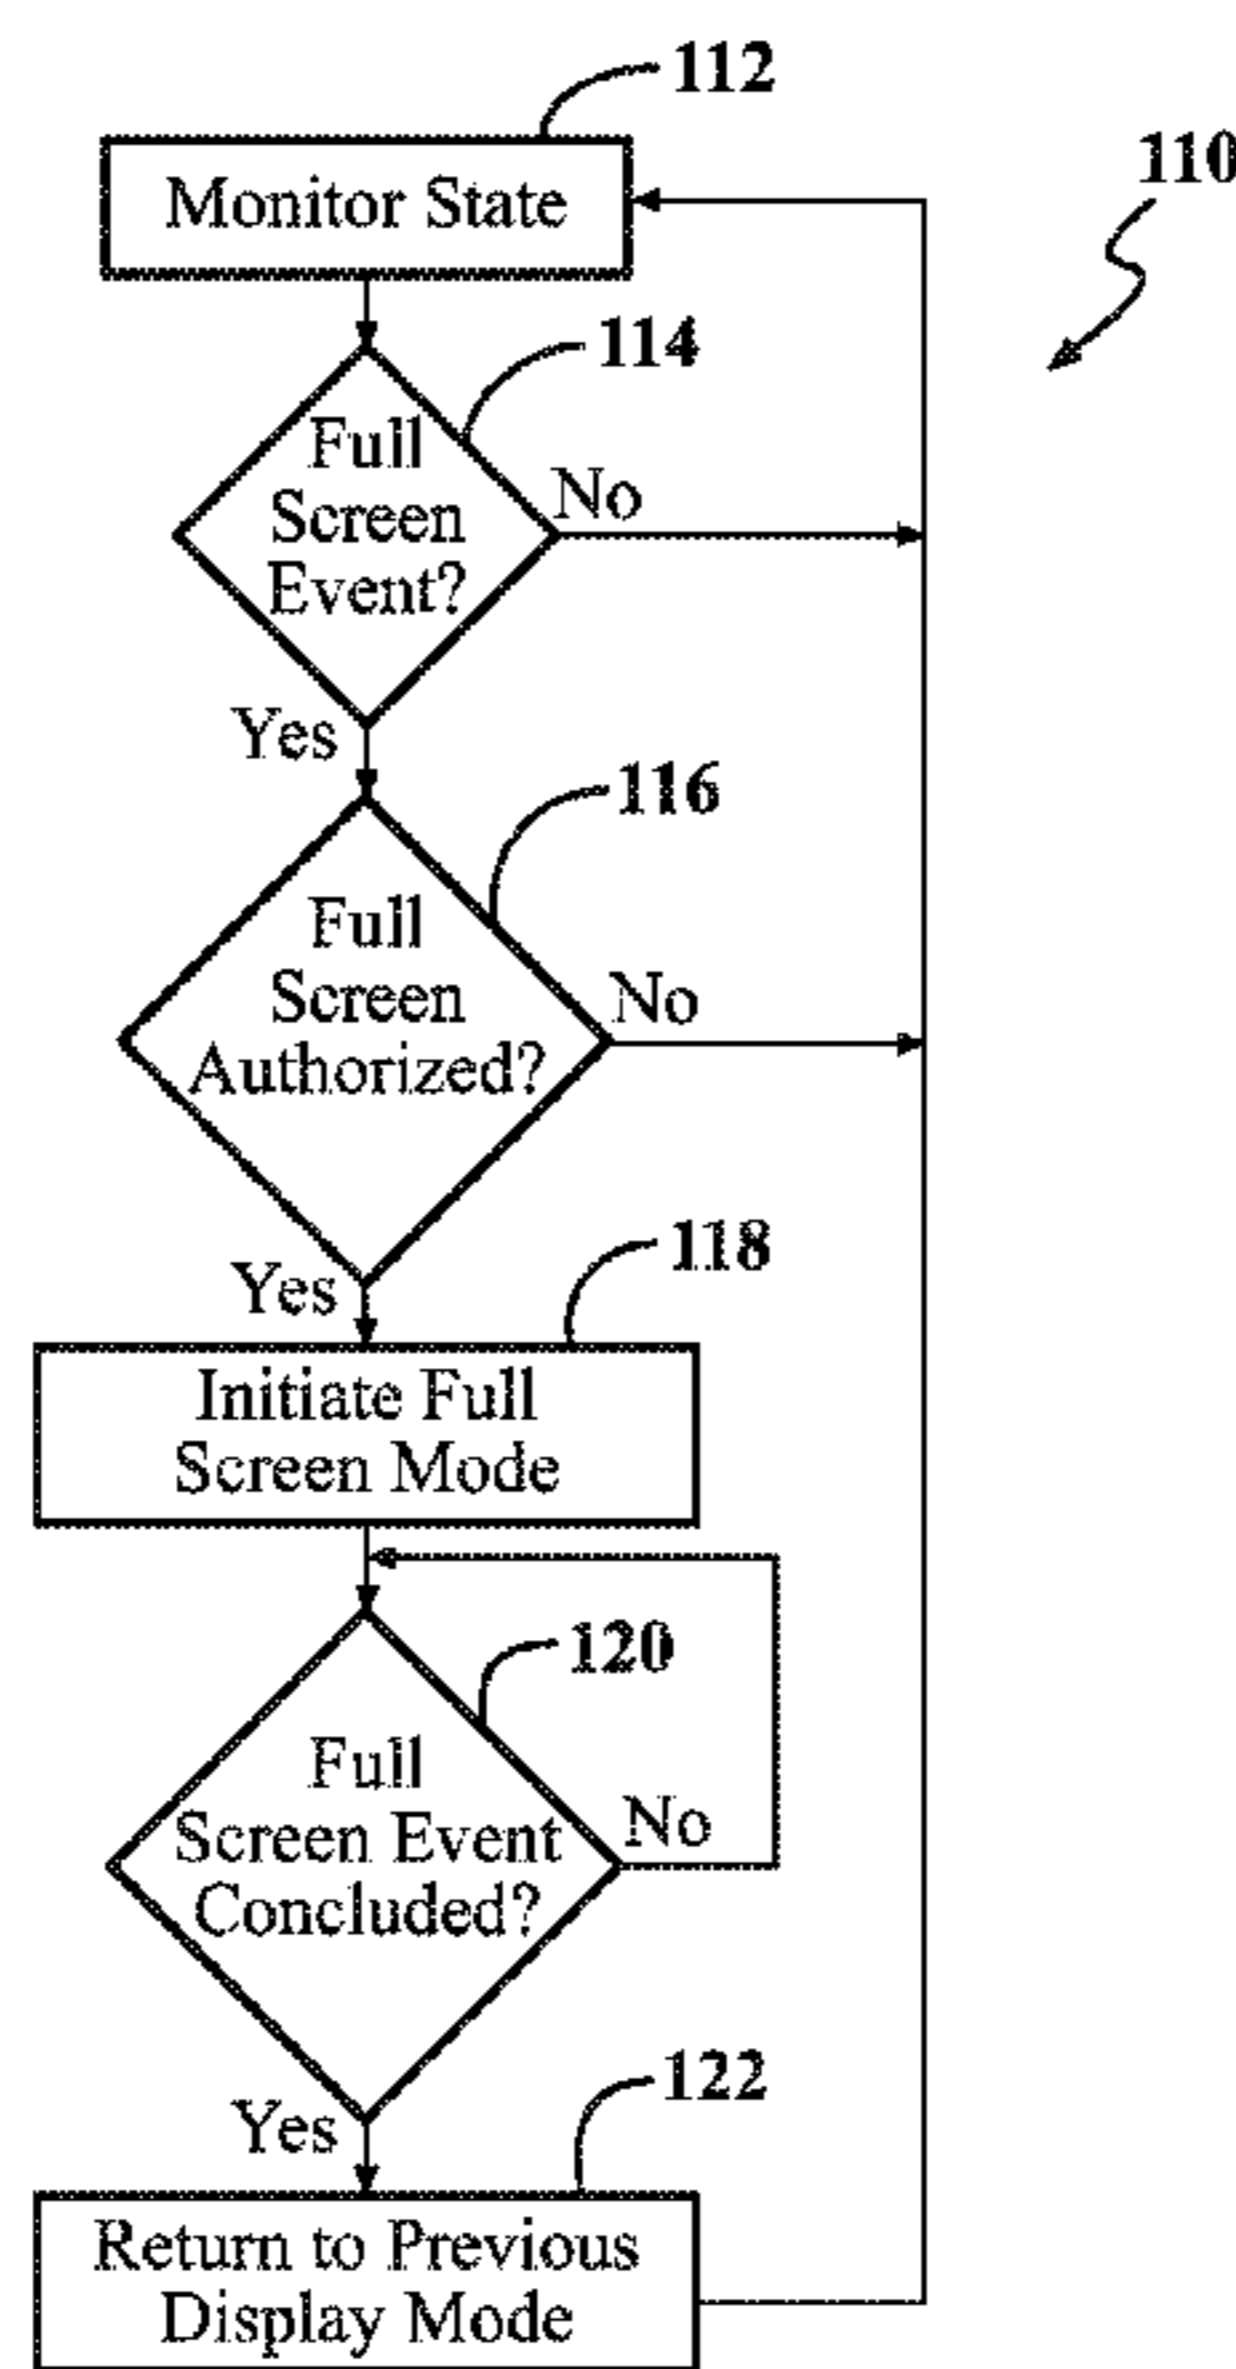 112
110
Monitor State
114
Full
Screen
Event?
No
Yes
116
Full
Screen
Authorized?
No
Yes
118
Initiate Full
Screen Mode
120
Full
Screen Event
Concluded?
No
Yes
122
Return to Previous
Display Mode